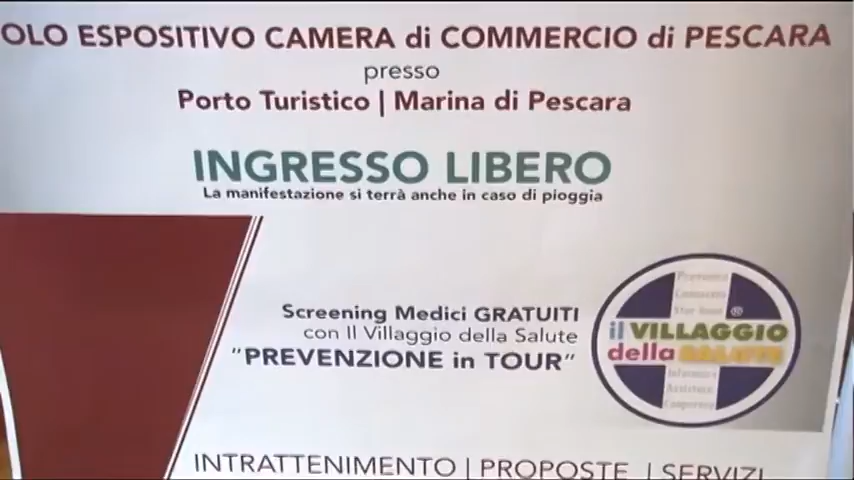 OLO ESPOSITIVO CAMERA di COMMERCIO di PESCARA
presso
Porto Turistico | Marina di Pescara
INGRESSO LIBERO
La manifestazione si terrà anche in caso di pioggia
Screening Medici GRATUITI
con Il Villaggio della Salute
"PREVENZIONE in TOUR"
®
il VILLAGGIO
della SALUTE
INTRATTENIMENTO | PROPOSTE | SERVIZI